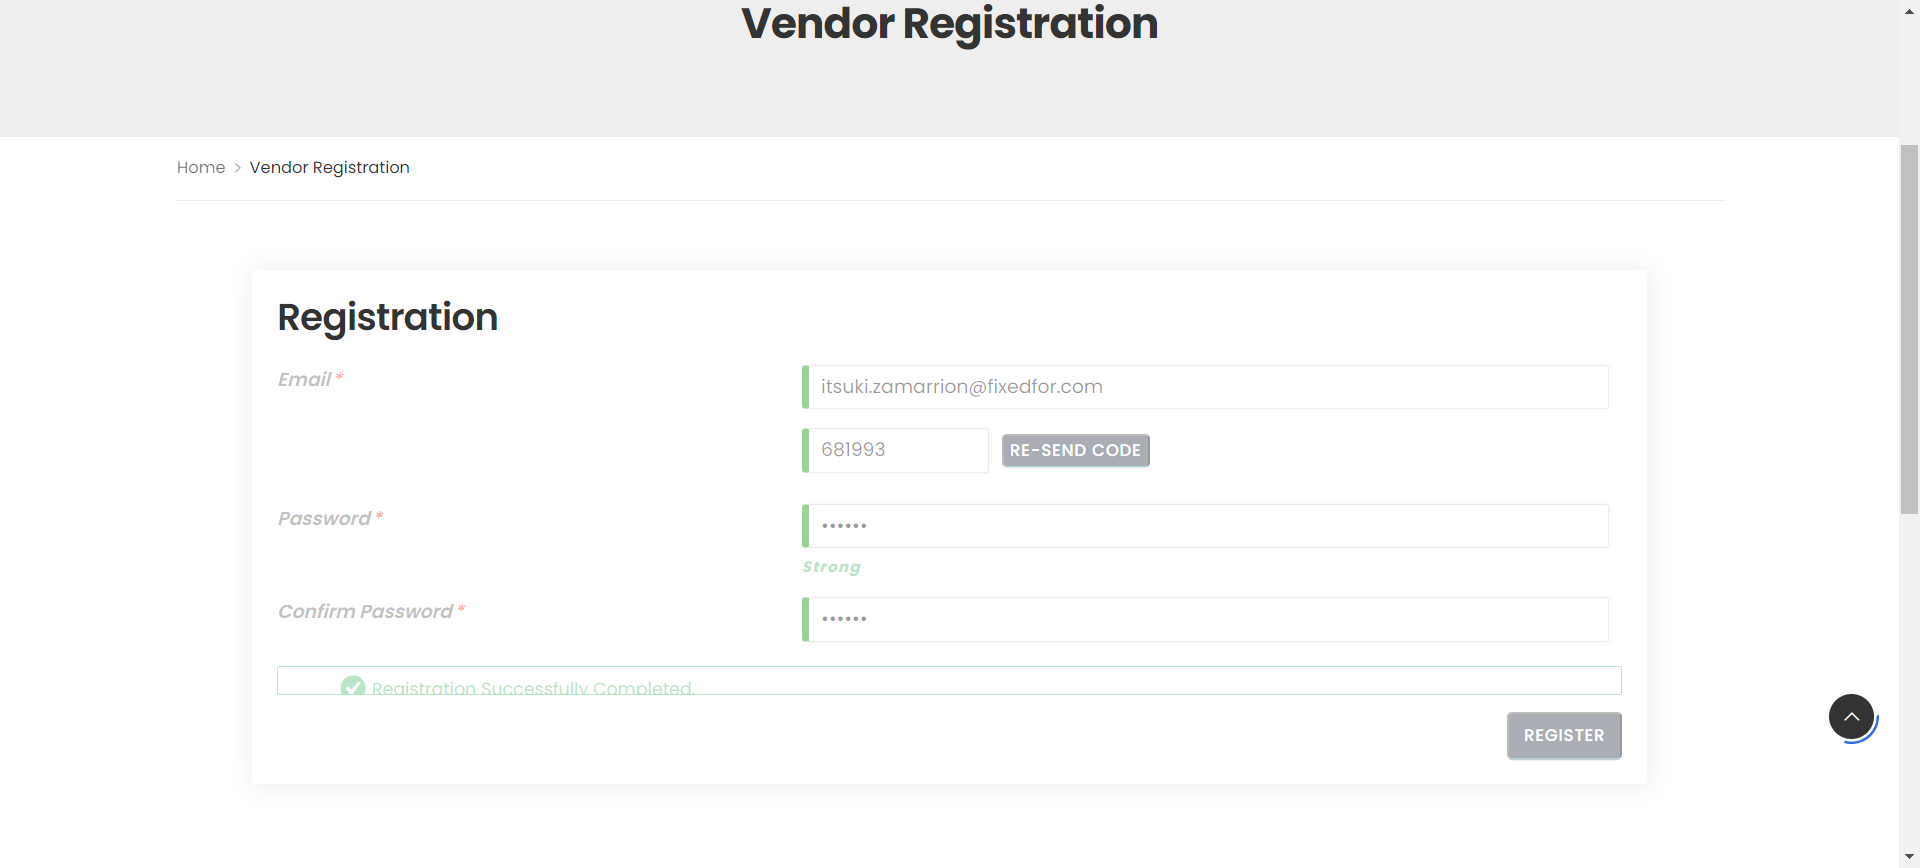 Vendor Registration
Home > Vendor Registration
Registration
Email *
itsuki.zamarrion@fixedfor.com
681993
RE-SEND CODE
Password *
••••••
Strong
Confirm Password *
••••••
Registration Successfully Completed.
REGISTER